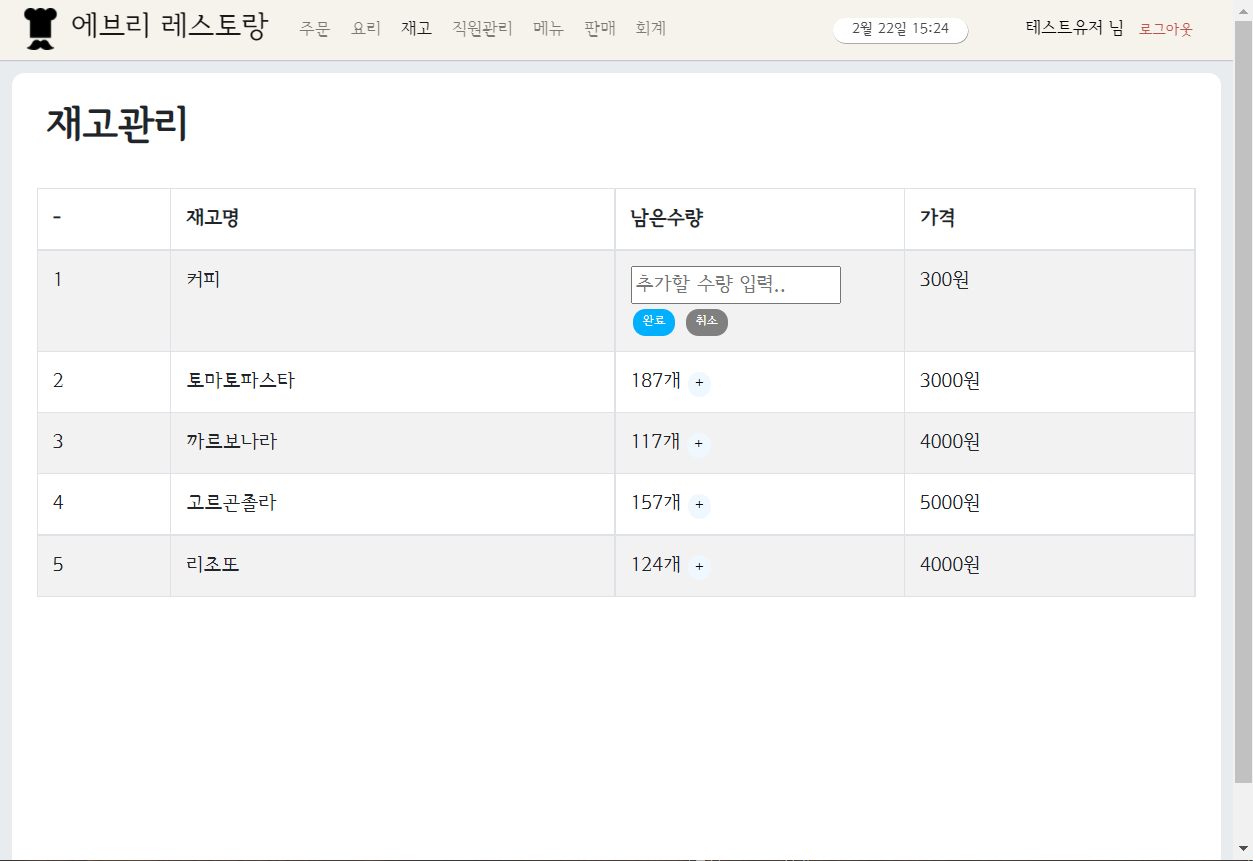 에브리 레스토랑 주문 요리 재고 직원관리 메뉴 판매 회계 2월 22일 15:24 테스트유저 님 로그아웃
재고관리
- 재고명 남은수량 가격
1 커피 추가할 수량 입력.. 300원
완료 취소
2 토마토파스타 187개 + 3000원
3 까르보나라 117개 + 4000원
4 고르곤졸라 157개 + 5000원
5 리조또 124개 + 4000원